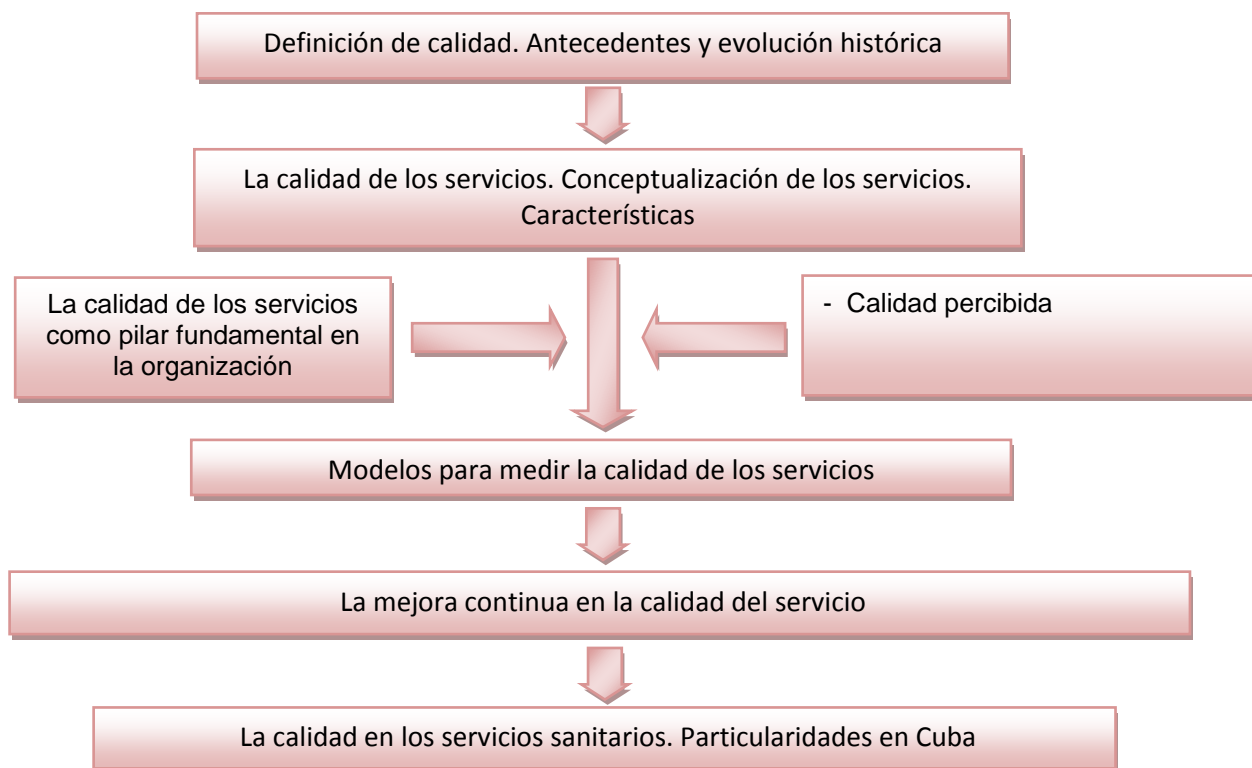 Definición de calidad. Antecedentes y evolución histórica
La calidad de los servicios. Conceptualización de los servicios.
Características
La calidad de los servicios
como pilar fundamental en
la organización
- Calidad percibida
Modelos para medir la calidad de los servicios
La mejora continua en la calidad del servicio
La calidad en los servicios sanitarios. Particularidades en Cuba